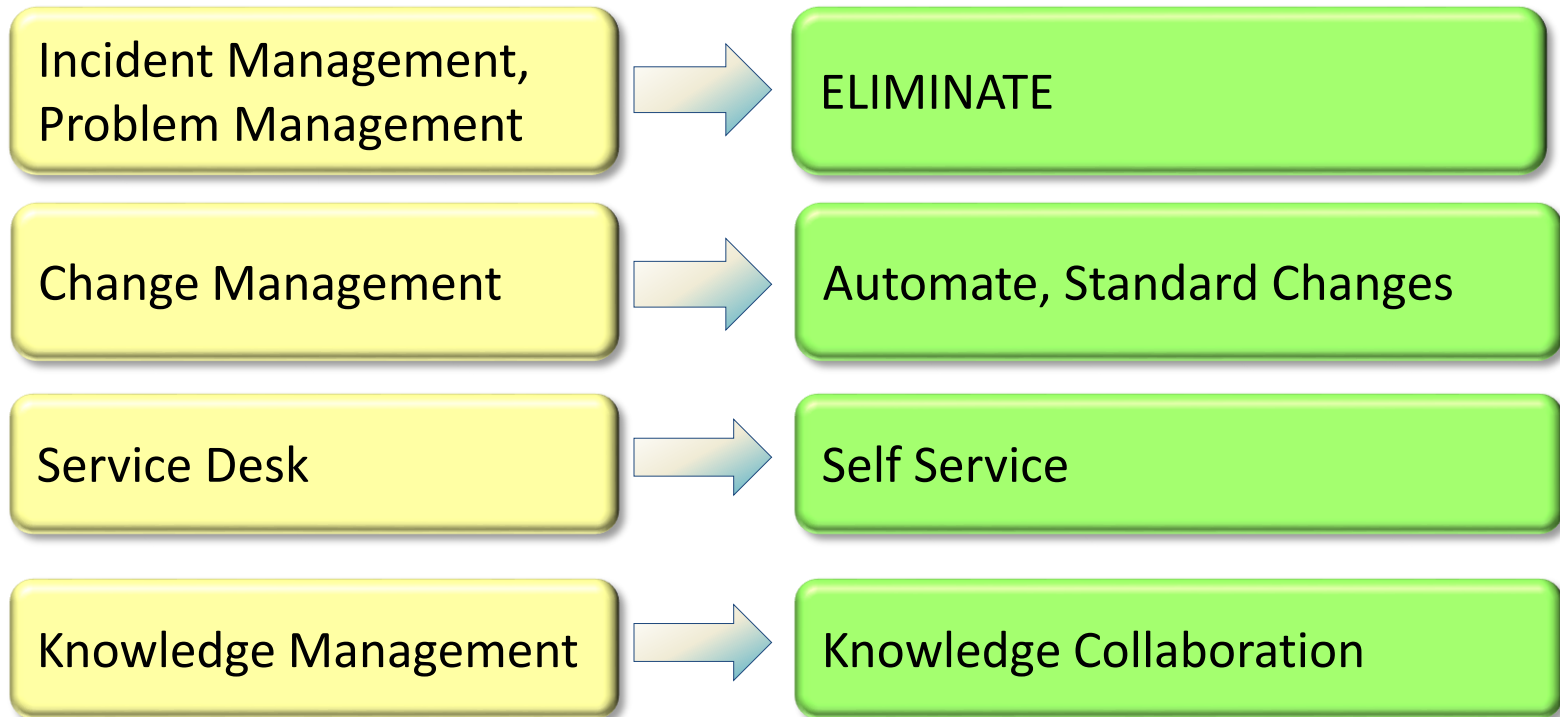 Incident Management,
Problem Management
ELIMINATE
Change Management
Automate, Standard Changes
Service Desk
Self Service
Knowledge Management
Knowledge Collaboration